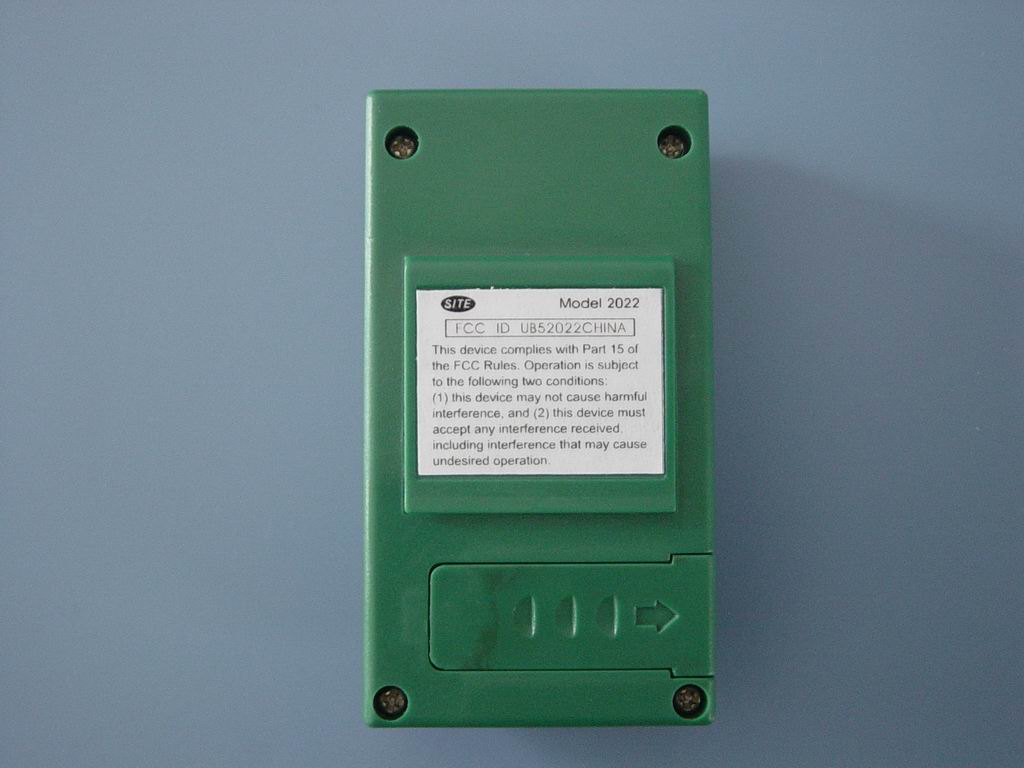 SITE Model 2022
FCC ID UB52022CHINA
This device complies with Part 15 of
the FCC Rules. Operation is subject
to the following two conditions:
(1) this device may not cause harmful
interference, and (2) this device must
accept any interference received,
including interference that may cause
undesired operation.